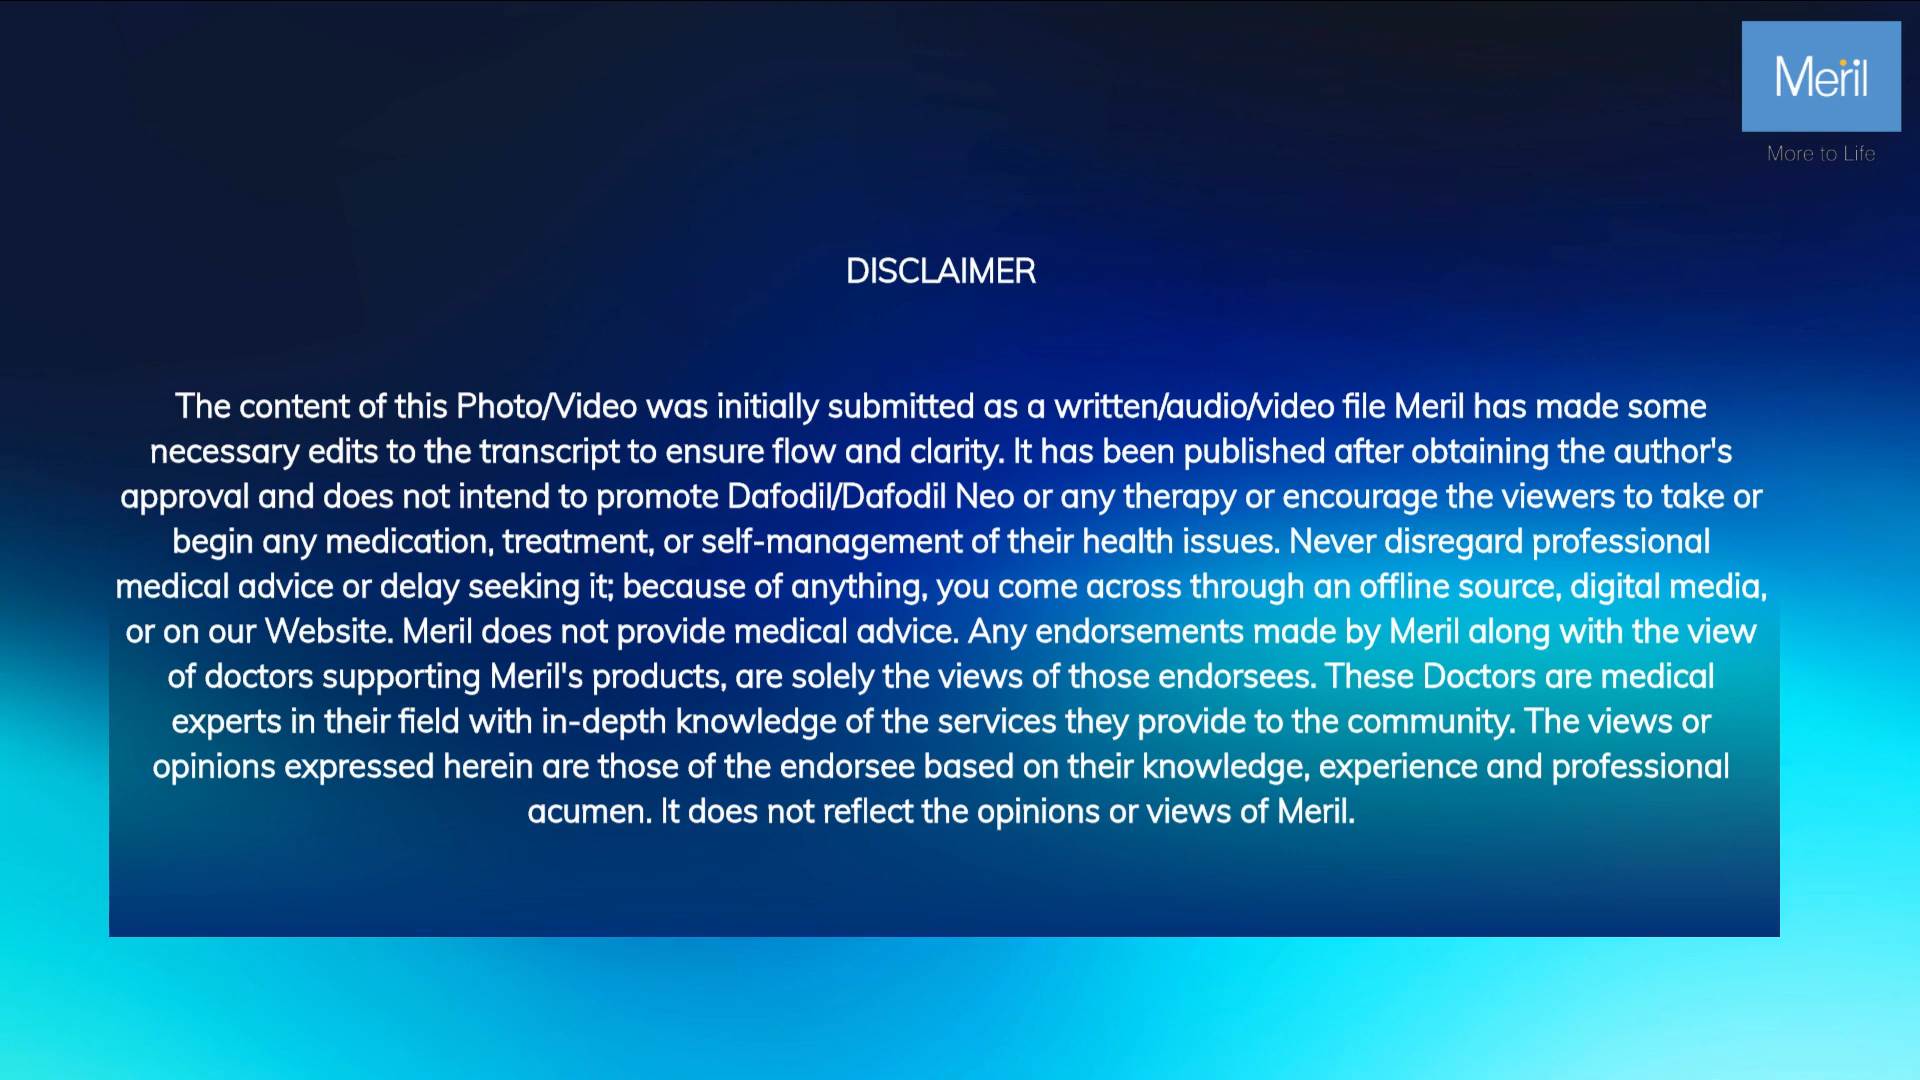 Meril
More to Life
DISCLAIMER
The content of this Photo/Video was initially submitted as a written/audio/video file Meril has made some
necessary edits to the transcript to ensure flow and clarity. It has been published after obtaining the author's
approval and does not intend to promote Dafodil/Dafodil Neo or any therapy or encourage the viewers to take or
begin any medication, treatment, or self-management of their health issues. Never disregard professional
medical advice or delay seeking it; because of anything, you come across through an offline source, digital media,
or on our Website. Meril does not provide medical advice. Any endorsements made by Meril along with the view
of doctors supporting Meril's products, are solely the views of those endorsees. These Doctors are medical
experts in their field with in-depth knowledge of the services they provide to the community. The views or
opinions expressed herein are those of the endorsee based on their knowledge, experience and professional
acumen. It does not reflect the opinions or views of Meril.